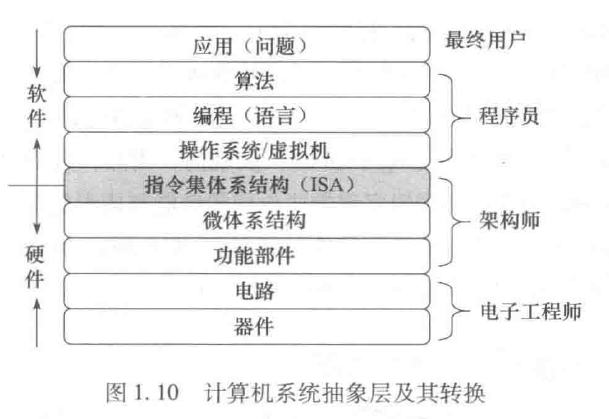 应用（问题） 最终用户
算法
软件
编程（语言） 程序员
操作系统/虚拟机
指令集体系结构（ISA）
微体系结构 架构师
硬件
功能部件
电路
电子工程师
器件
图1.10 计算机系统抽象层及其转换